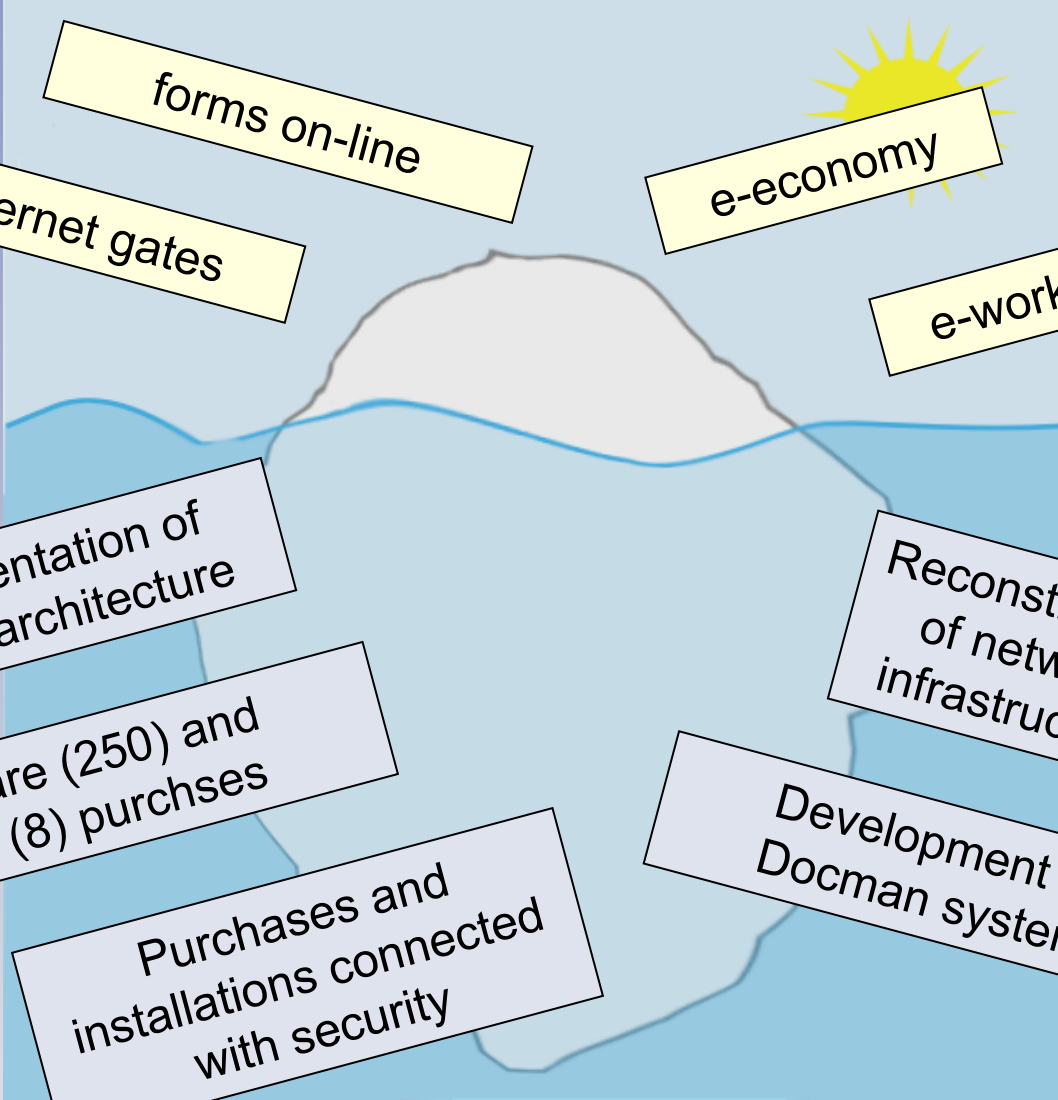 forms on-line
e-economy
ernet gates
e-work
entation of
architecture
Reconst
of netw
infrastruc
are (250) and
(8) purchses
Development
Docman system
Purchases and
installations connected
with security